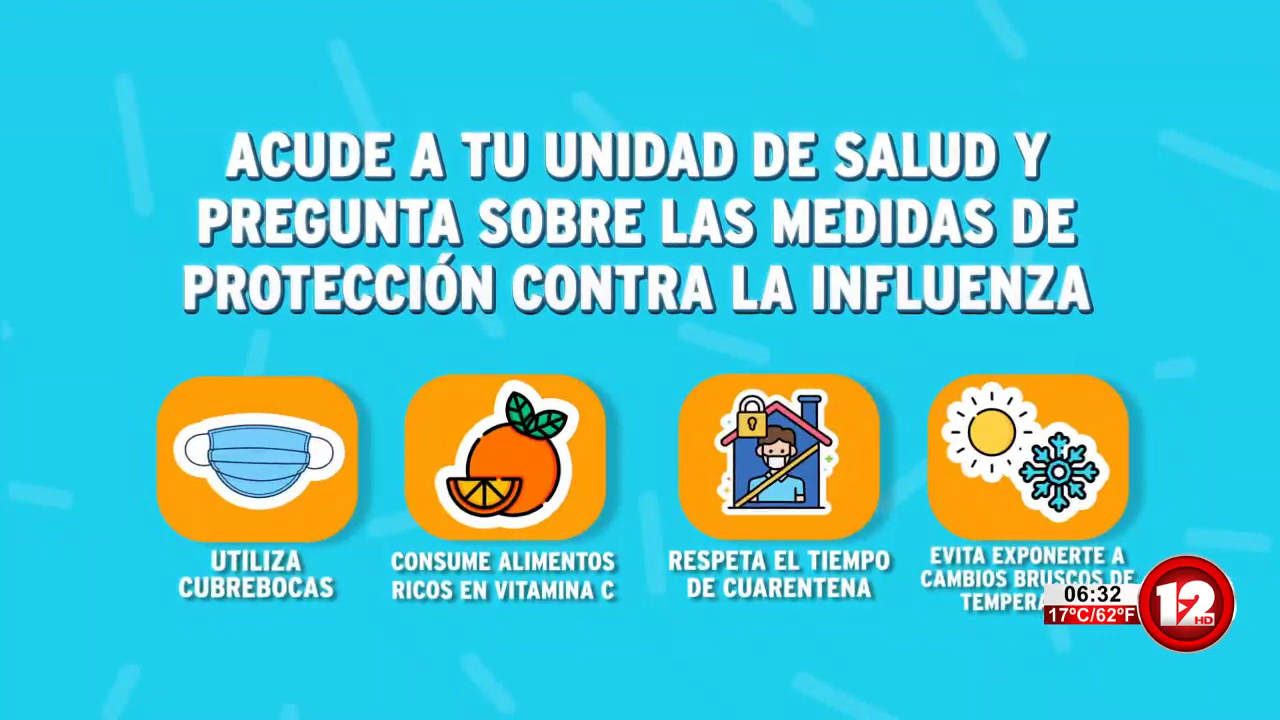 ACUDE A TU UNIDAD DE SALUD Y
PREGUNTA SOBRE LAS MEDIDAS DE
PROTECCIÓN CONTRA LA INFLUENZA
UTILIZA
CUBREBOCAS
CONSUME ALIMENTOS
RICOS EN VITAMINA C
RESPETA EL TIEMPO
DE CUARENTENA
EVITA EXPONERTE A
CAMBIOS BRUSCOS DE
06:32
17°C/62°F
12
HD